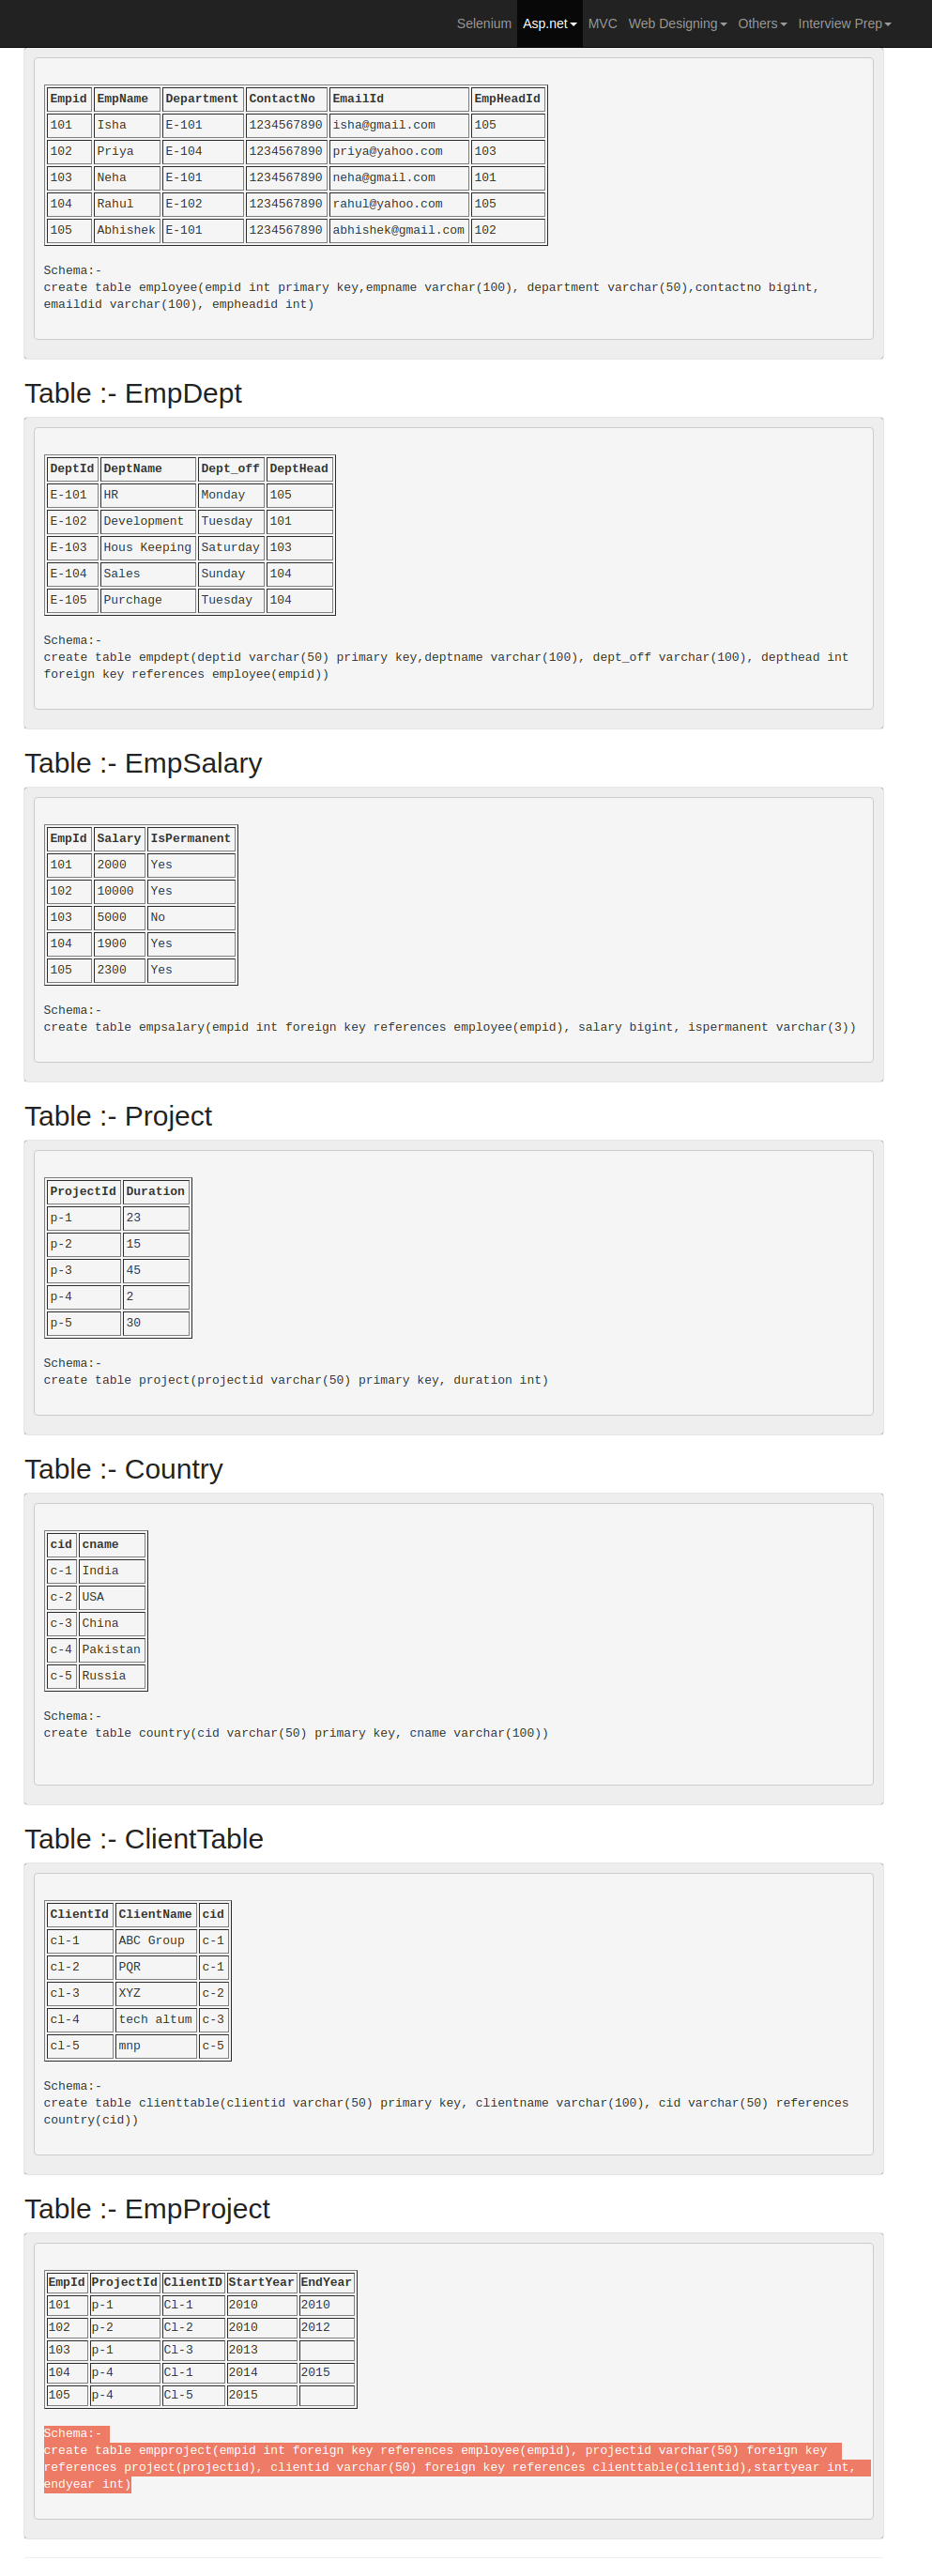 Selenium Asp.net MVC Web Designing Others Interview Prep
Empid EmpName Department ContactNo EmailId EmpHeadId
101 Isha E-101 1234567890 isha@gmail.com 105
102 Priya E-104 1234567890 priya@yahoo.com 103
103 Neha E-101 1234567890 neha@gmail.com 101
104 Rahul E-102 1234567890 rahul@yahoo.com 105
105 Abhishek E-101 1234567890 abhishek@gmail.com 102
Schema:-
create table employee(empid int primary key,empname varchar(100), department varchar(50),contactno bigint,
emaildid varchar(100), empheadid int)
Table :- EmpDept
DeptId DeptName Dept_off DeptHead
E-101 HR Monday 105
E-102 Development Tuesday 101
E-103 Hous Keeping Saturday 103
E-104 Sales Sunday 104
E-105 Purchage Tuesday 104
Schema:-
create table empdept(deptid varchar(50) primary key,deptname varchar(100), dept_off varchar(100), depthead int
foreign key references employee(empid))
Table :- EmpSalary
EmpId Salary IsPermanent
101 2000 Yes
102 10000 Yes
103 5000 No
104 1900 Yes
105 2300 Yes
Schema:-
create table empsalary(empid int foreign key references employee(empid), salary bigint, ispermanent varchar(3))
Table :- Project
ProjectId Duration
p-1 23
p-2 15
p-3 45
p-4 2
p-5 30
Schema:-
create table project(projectid varchar(50) primary key, duration int)
Table :- Country
cid cname
c-1 India
c-2 USA
c-3 China
c-4 Pakistan
c-5 Russia
Schema:-
create table country(cid varchar(50) primary key, cname varchar(100))
Table :- ClientTable
ClientId ClientName cid
cl-1 ABC Group c-1
cl-2 PQR c-1
cl-3 XYZ c-2
cl-4 tech altum c-3
cl-5 mnp c-5
Schema:-
create table clienttable(clientid varchar(50) primary key, clientname varchar(100), cid varchar(50) references
country(cid))
Table :- EmpProject
EmpId ProjectId ClientID StartYear EndYear
101 p-1 Cl-1 2010 2010
102 p-2 Cl-2 2010 2012
103 p-1 Cl-3 2013
104 p-4 Cl-1 2014 2015
105 p-4 Cl-5 2015
Schema:-
create table empproject(empid int foreign key references employee(empid), projectid varchar(50) foreign key
references project(projectid), clientid varchar(50) foreign key references clienttable(clientid),startyear int,
endyear int)